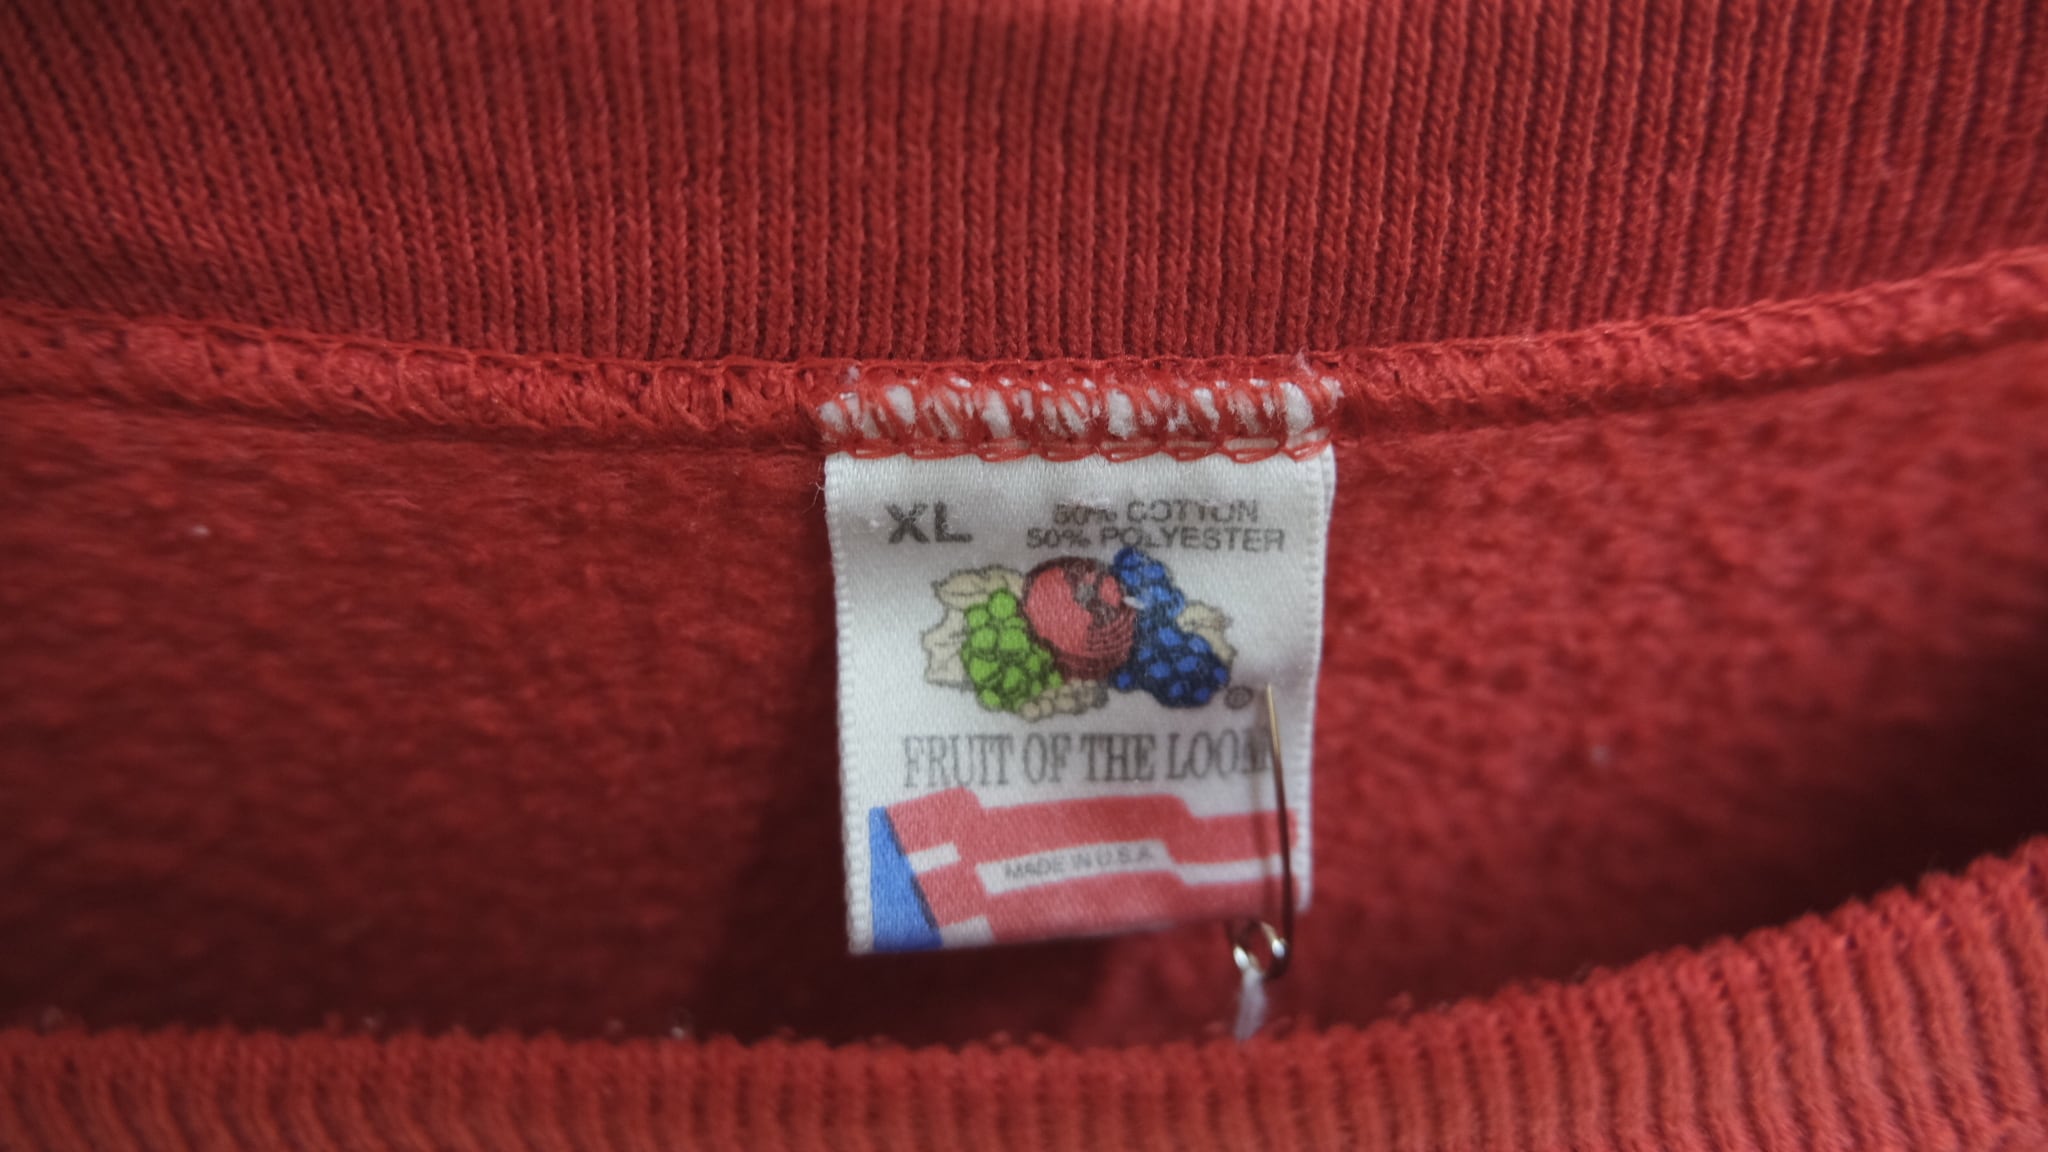 XL
50% COTTON
50% POLYESTER
®
FRUIT OF THE LOOM
MADE IN U.S.A.